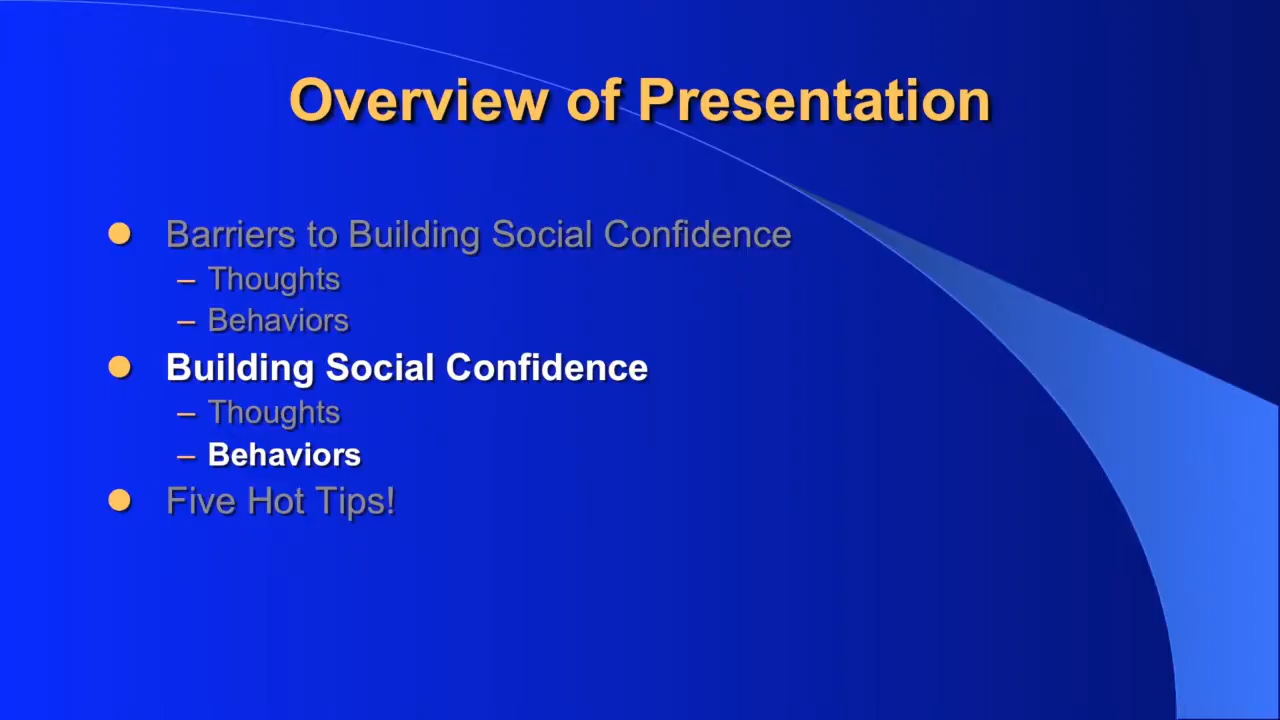 Overview of Presentation
Barriers to Building Social Confidence
– Thoughts
– Behaviors
Building Social Confidence
– Thoughts
– Behaviors
Five Hot Tips!